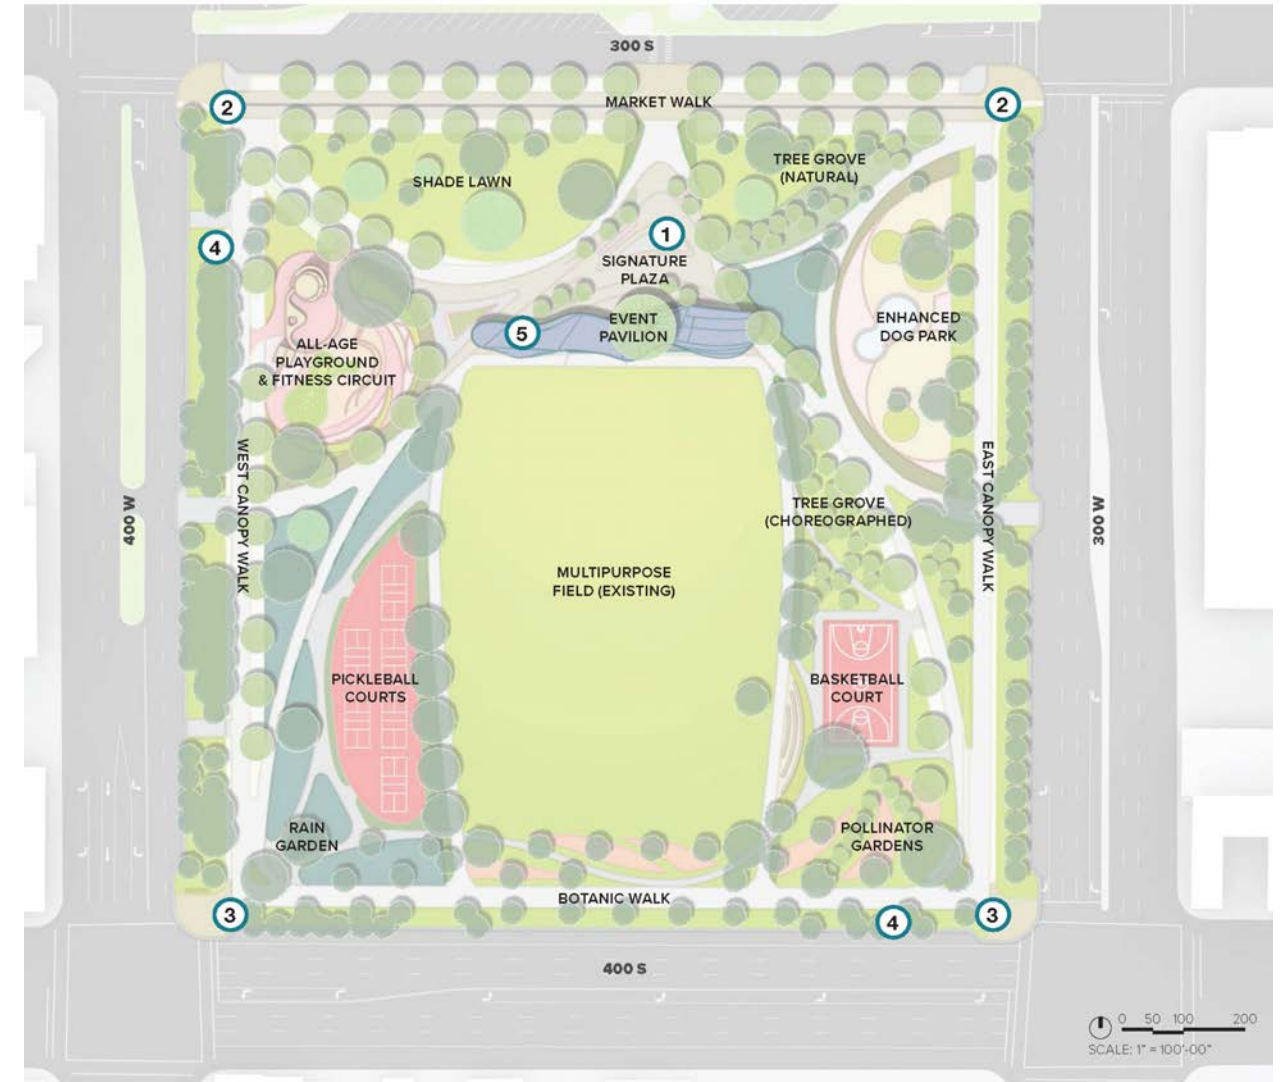 300 S
2
MARKET WALK
2
TREE GROVE
(NATURAL)
SHADE LAWN
4
1
SIGNATURE
PLAZA
5
EVENT
PAVILION
ENHANCED
DOG PARK
ALL-AGE
PLAYGROUND
& FITNESS CIRCUIT
WEST CANOPY WALK
EAST CANOPY WALK
400 W
300 W
TREE GROVE
(CHOREOGRAPHED)
MULTIPURPOSE
FIELD (EXISTING)
PICKLEBALL
COURTS
BASKETBALL
COURT
RAIN
GARDEN
POLLINATOR
GARDENS
BOTANIC WALK
3
4
3
400 S
0 50 100 200
SCALE: 1" = 100'-00"